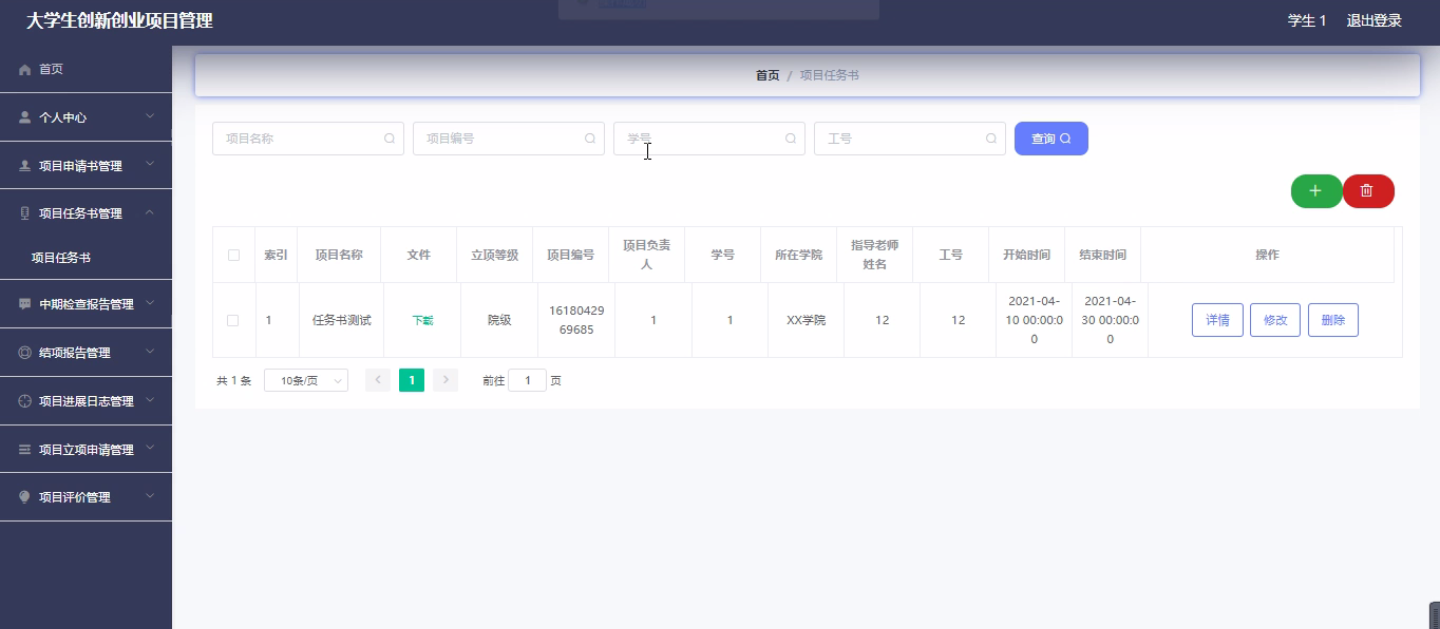 大学生创新创业项目管理
学生 1 退出登录
首页
个人中心
项目申请书管理
项目任务书管理
项目任务书
中期检查报告管理
结项报告管理
项目进展日志管理
项目立项申请管理
项目评价管理
首页 / 项目任务书
项目名称 项目编号 学号 工号 查询
索引 项目名称 文件 立项等级 项目编号 项目负责人 学号 所在学院 指导老师姓名 工号 开始时间 结束时间 操作
1 任务书测试 下载 院级 1618042969685 1 1 XX学院 12 12 2021-04-10 00:00:00 2021-04-30 00:00:00 详情 修改 删除
共 1 条 10条/页 1 前往 1 页